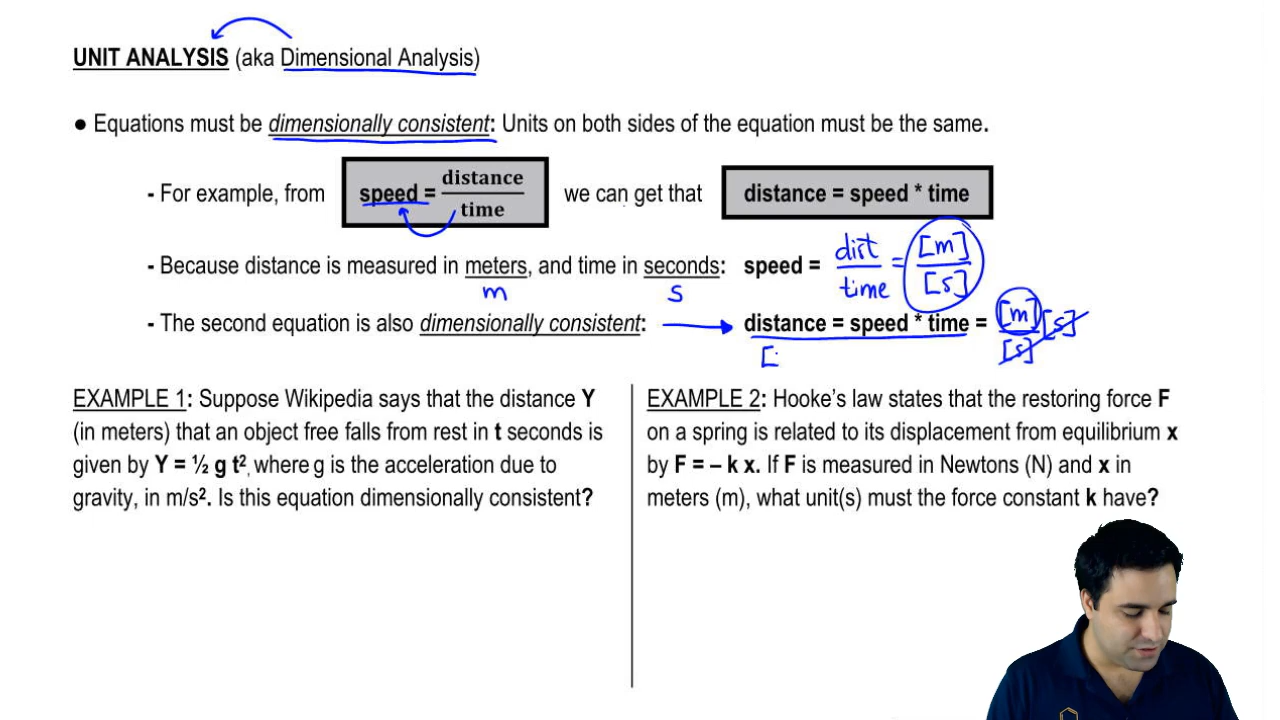 UNIT ANALYSIS (aka Dimensional Analysis)
● Equations must be dimensionally consistent: Units on both sides of the equation must be the same.
- For example, from speed = distance/time we can get that distance = speed * time
- Because distance is measured in meters, and time in seconds: speed = dist/time = [m]/[s]
m s
- The second equation is also dimensionally consistent: → distance = speed * time = [m]/[s] [s]
[
EXAMPLE 1: Suppose Wikipedia says that the distance Y
(in meters) that an object free falls from rest in t seconds is
given by Y = ½ g t², where g is the acceleration due to
gravity, in m/s². Is this equation dimensionally consistent?
EXAMPLE 2: Hooke’s law states that the restoring force F
on a spring is related to its displacement from equilibrium x
by F = – k x. If F is measured in Newtons (N) and x in
meters (m), what unit(s) must the force constant k have?